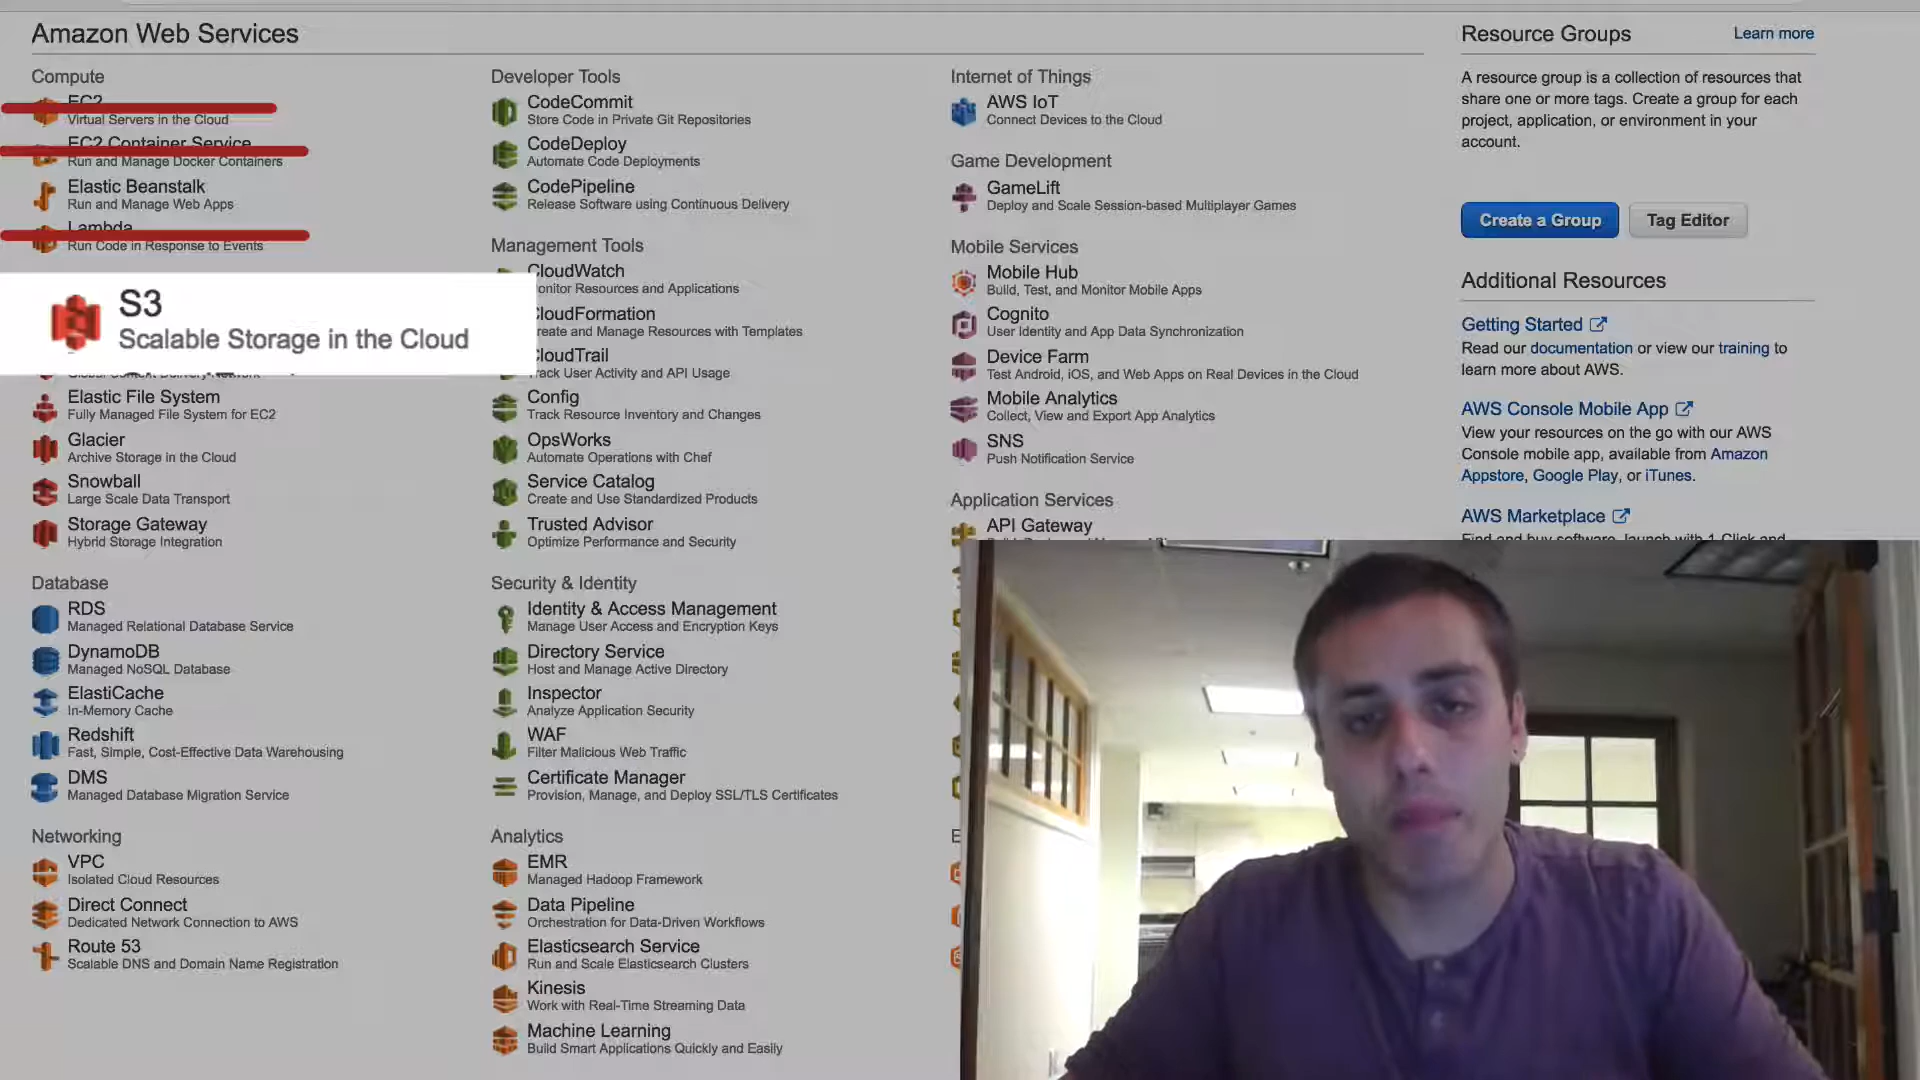 Amazon Web Services
Compute
EC2
Virtual Servers in the Cloud
EC2 Container Service
Run and Manage Docker Containers
Elastic Beanstalk
Run and Manage Web Apps
Lambda
Run Code in Response to Events
S3
Scalable Storage in the Cloud
Elastic File System
Fully Managed File System for EC2
Glacier
Archive Storage in the Cloud
Snowball
Large Scale Data Transport
Storage Gateway
Hybrid Storage Integration
Database
RDS
Managed Relational Database Service
DynamoDB
Managed NoSQL Database
ElastiCache
In-Memory Cache
Redshift
Fast, Simple, Cost-Effective Data Warehousing
DMS
Managed Database Migration Service
Networking
VPC
Isolated Cloud Resources
Direct Connect
Dedicated Network Connection to AWS
Route 53
Scalable DNS and Domain Name Registration
Developer Tools
CodeCommit
Store Code in Private Git Repositories
CodeDeploy
Automate Code Deployments
CodePipeline
Release Software using Continuous Delivery
Management Tools
CloudWatch
onitor Resources and Applications
CloudFormation
reate and Manage Resources with Templates
CloudTrail
rack User Activity and API Usage
Config
Track Resource Inventory and Changes
OpsWorks
Automate Operations with Chef
Service Catalog
Create and Use Standardized Products
Trusted Advisor
Optimize Performance and Security
Security & Identity
Identity & Access Management
Manage User Access and Encryption Keys
Directory Service
Host and Manage Active Directory
Inspector
Analyze Application Security
WAF
Filter Malicious Web Traffic
Certificate Manager
Provision, Manage, and Deploy SSL/TLS Certificates
Analytics
EMR
Managed Hadoop Framework
Data Pipeline
Orchestration for Data-Driven Workflows
Elasticsearch Service
Run and Scale Elasticsearch Clusters
Kinesis
Work with Real-Time Streaming Data
Machine Learning
Build Smart Applications Quickly and Easily
Internet of Things
AWS IoT
Connect Devices to the Cloud
Game Development
GameLift
Deploy and Scale Session-based Multiplayer Games
Mobile Services
Mobile Hub
Build, Test, and Monitor Mobile Apps
Cognito
User Identity and App Data Synchronization
Device Farm
Test Android, iOS, and Web Apps on Real Devices in the Cloud
Mobile Analytics
Collect, View and Export App Analytics
SNS
Push Notification Service
Application Services
API Gateway
Resource Groups Learn more
A resource group is a collection of resources that
share one or more tags. Create a group for each
project, application, or environment in your
account.
Create a Group Tag Editor
Additional Resources
Getting Started
Read our documentation or view our training to
learn more about AWS.
AWS Console Mobile App
View your resources on the go with our AWS
Console mobile app, available from Amazon
Appstore, Google Play, or iTunes.
AWS Marketplace
Find and buy software, launch with 1-Click and